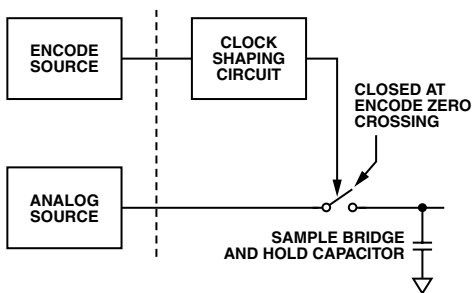 ENCODE
SOURCE
CLOCK
SHAPING
CIRCUIT
CLOSED AT
ENCODE ZERO
CROSSING
ANALOG
SOURCE
SAMPLE BRIDGE
AND HOLD CAPACITOR